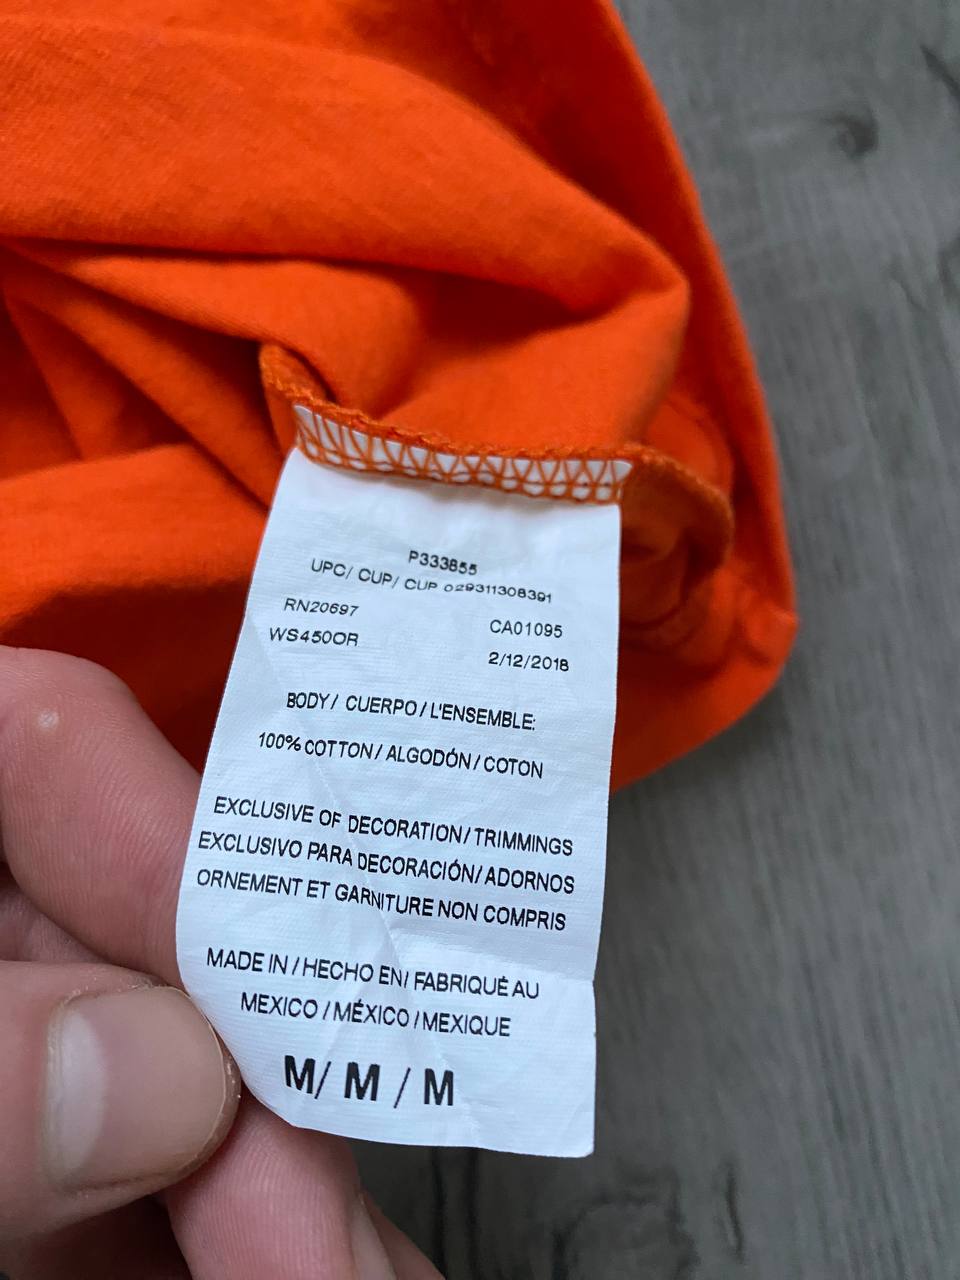 P333855
UPC/ CUP/ CUP 029311308391
RN20697 CA01095
WS450OR 2/12/2018
BODY/ CUERPO/L'ENSEMBLE:
100% COTTON/ ALGODÓN/ COTON
EXCLUSIVE OF DECORATION/ TRIMMINGS
EXCLUSIVO PARA DECORACIÓN/ ADORNOS
ORNEMENT ET GARNITURE NON COMPRIS
MADE IN / HECHO EN/ FABRIQUÉ AU
MEXICO / MÉXICO / MEXIQUE
M/ M / M